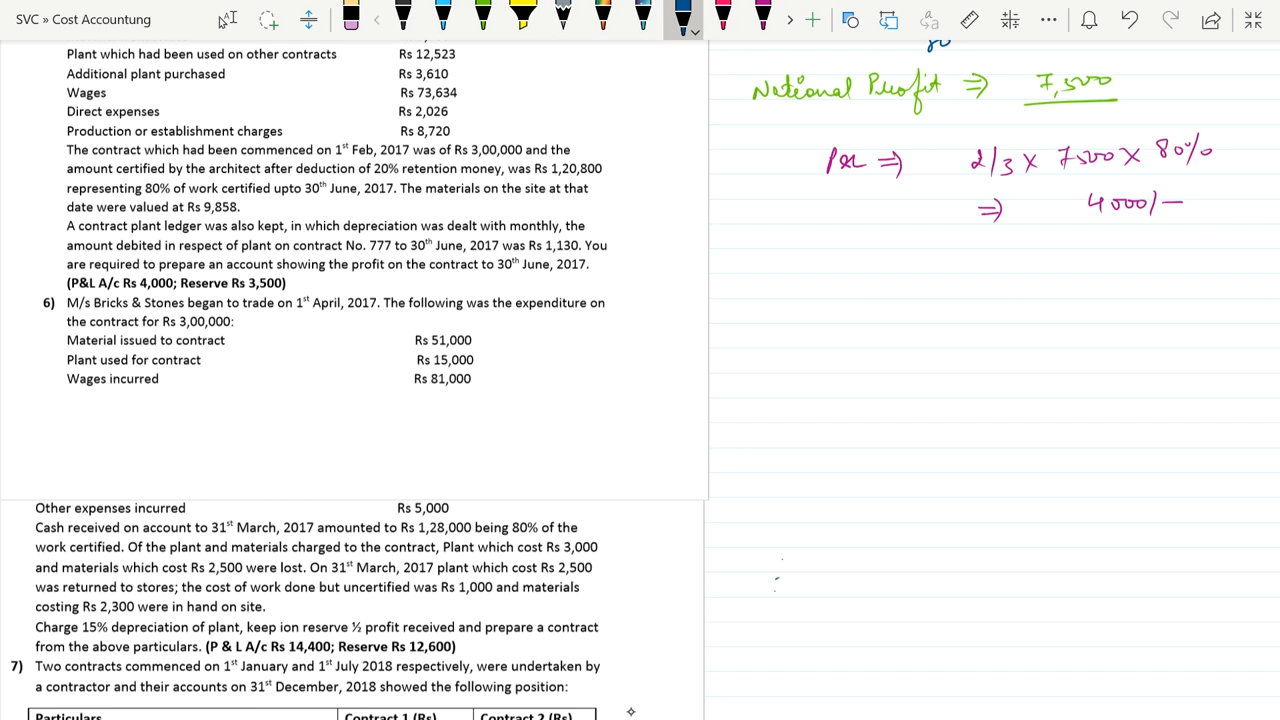 SVC » Cost Accountung
Plant which had been used on other contracts Rs 12,523
Additional plant purchased Rs 3,610
Wages Rs 73,634
Direct expenses Rs 2,026
Production or establishment charges Rs 8,720
The contract which had been commenced on 1st Feb, 2017 was of Rs 3,00,000 and the
amount certified by the architect after deduction of 20% retention money, was Rs 1,20,800
representing 80% of work certified upto 30th June, 2017. The materials on the site at that
date were valued at Rs 9,858.
A contract plant ledger was also kept, in which depreciation was dealt with monthly, the
amount debited in respect of plant on contract No. 777 to 30th June, 2017 was Rs 1,130. You
are required to prepare an account showing the profit on the contract to 30th June, 2017.
(P&L A/c Rs 4,000; Reserve Rs 3,500)
6) M/s Bricks & Stones began to trade on 1st April, 2017. The following was the expenditure on
the contract for Rs 3,00,000:
Material issued to contract Rs 51,000
Plant used for contract Rs 15,000
Wages incurred Rs 81,000
Other expenses incurred Rs 5,000
Cash received on account to 31st March, 2017 amounted to Rs 1,28,000 being 80% of the
work certified. Of the plant and materials charged to the contract, Plant which cost Rs 3,000
and materials which cost Rs 2,500 were lost. On 31st March, 2017 plant which cost Rs 2,500
was returned to stores; the cost of work done but uncertified was Rs 1,000 and materials
costing Rs 2,300 were in hand on site.
Charge 15% depreciation of plant, keep ion reserve ½ profit received and prepare a contract
from the above particulars. (P & L A/c Rs 14,400; Reserve Rs 12,600)
7) Two contracts commenced on 1st January and 1st July 2018 respectively, were undertaken by
a contractor and their accounts on 31st December, 2018 showed the following position:
Particulars Contract 1 (Rs) Contract 2 (Rs)
Notional Profit ⇒ 7,500
P&L ⇒ 2/3 × 7500 × 80%
⇒ 4000/-